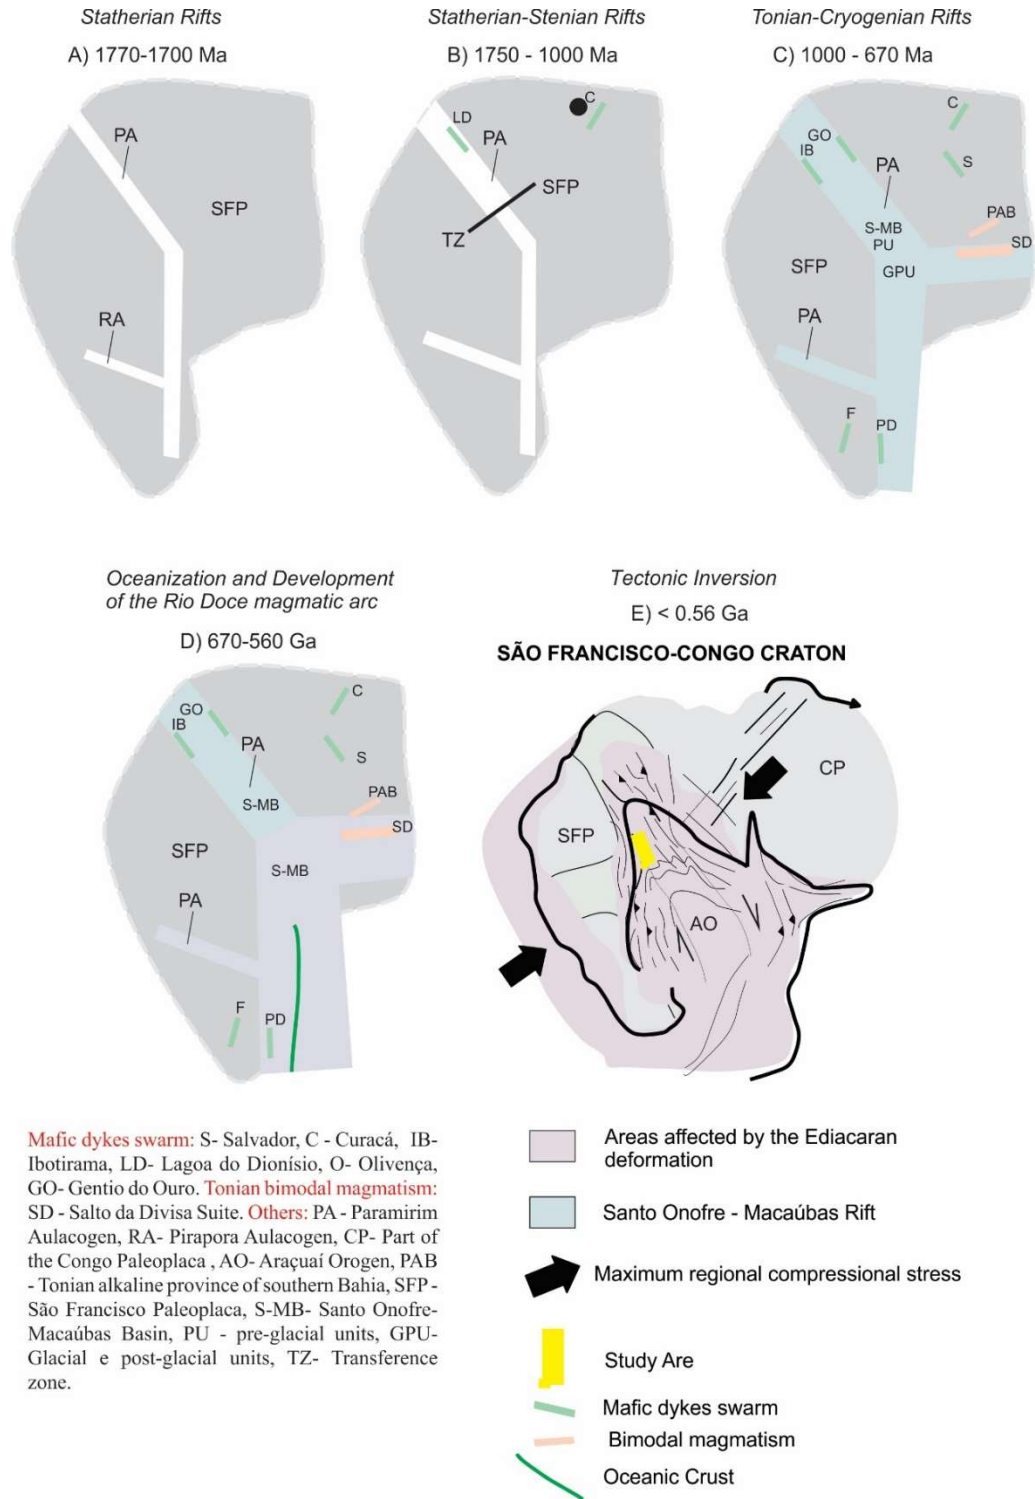 Statherian Rifts
A) 1770-1700 Ma
PA
SFP
RA
Statherian-Stenian Rifts
B) 1750 - 1000 Ma
C
LD
PA
SFP
TZ
Tonian-Cryogenian Rifts
C) 1000 - 670 Ma
C
GO
IB
S
PA
PAB
S-MB
SD
PU
SFP
GPU
PA
F
PD
Oceanization and Development
of the Rio Doce magmatic arc
D) 670-560 Ga
C
GO
IB
PA
S
PAB
S-MB
SD
SFP
S-MB
PA
F
PD
Tectonic Inversion
E) < 0.56 Ga
SÃO FRANCISCO-CONGO CRATON
CP
SFP
AO
Mafic dykes swarm: S- Salvador, C - Curacá, IB-
Ibotirama, LD- Lagoa do Dionísio, O- Olivença,
GO- Gentio do Ouro. Tonian bimodal magmatism:
SD - Salto da Divisa Suite. Others: PA - Paramirim
Aulacogen, RA- Pirapora Aulacogen, CP- Part of
the Congo Paleoplaca , AO- Araçuaí Orogen, PAB
- Tonian alkaline province of southern Bahia, SFP -
São Francisco Paleoplaca, S-MB- Santo Onofre-
Macaúbas Basin, PU - pre-glacial units, GPU-
Glacial e post-glacial units, TZ- Transference
zone.
Areas affected by the Ediacaran
deformation
Santo Onofre - Macaúbas Rift
Maximum regional compressional stress
Study Are
Mafic dykes swarm
Bimodal magmatism
Oceanic Crust